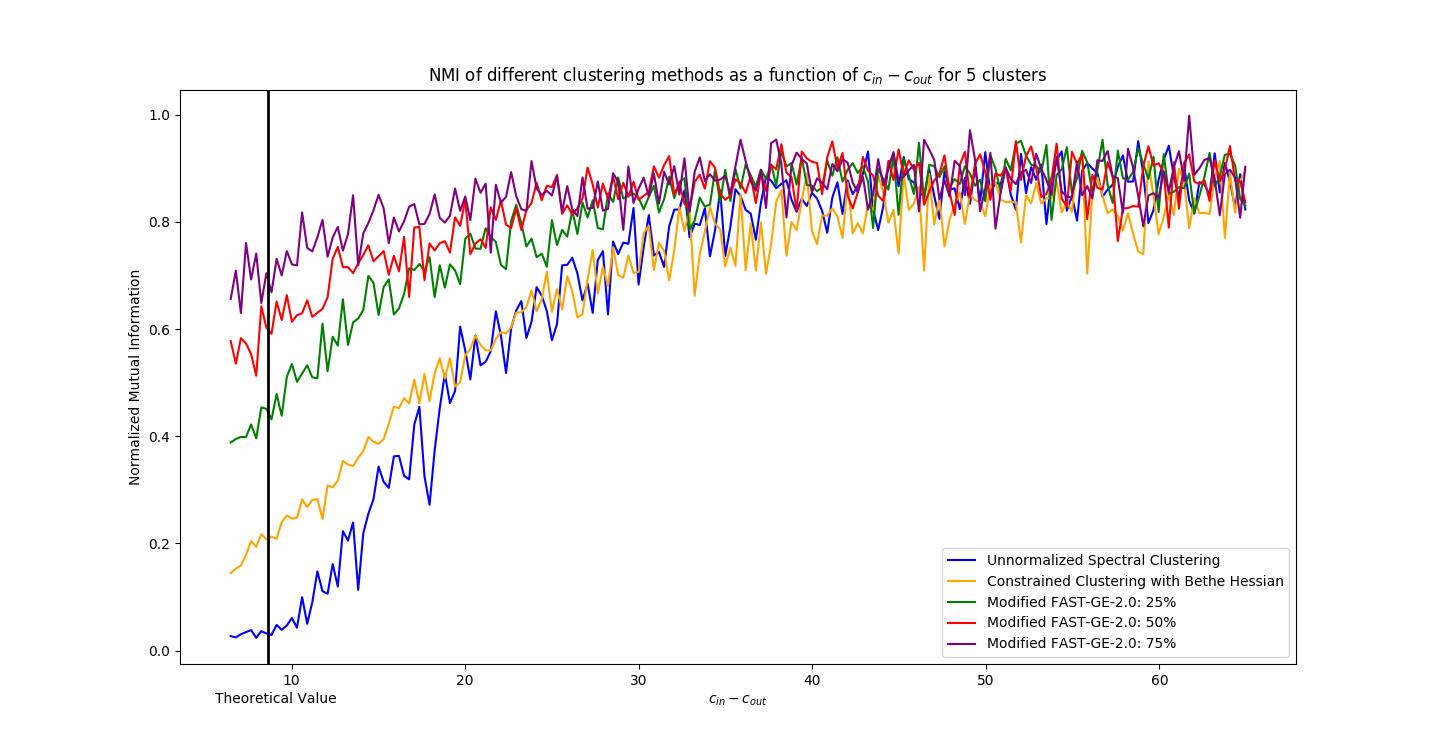 NMI of different clustering methods as a function of c_in − c_out for 5 clusters
Normalized Mutual Information
1.0
0.8
0.6
0.4
0.2
0.0
10
20
30
40
50
60
Theoretical Value
c_in − c_out
Unnormalized Spectral Clustering
Constrained Clustering with Bethe Hessian
Modified FAST-GE-2.0: 25%
Modified FAST-GE-2.0: 50%
Modified FAST-GE-2.0: 75%